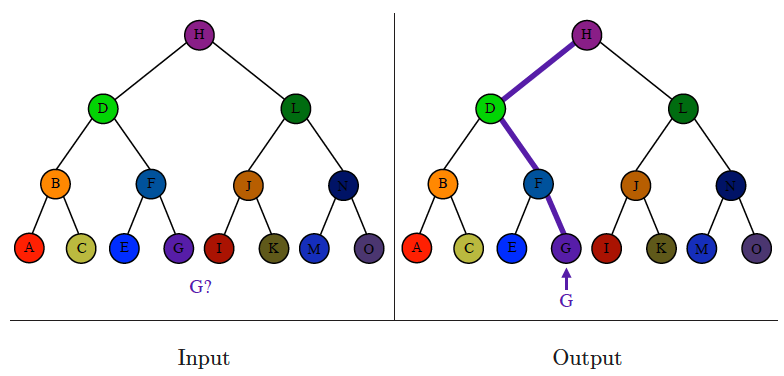 H
D L
B F J N
A C E G I K M O
G?
H
D L
B F J N
A C E G I K M O
G
Input
Output